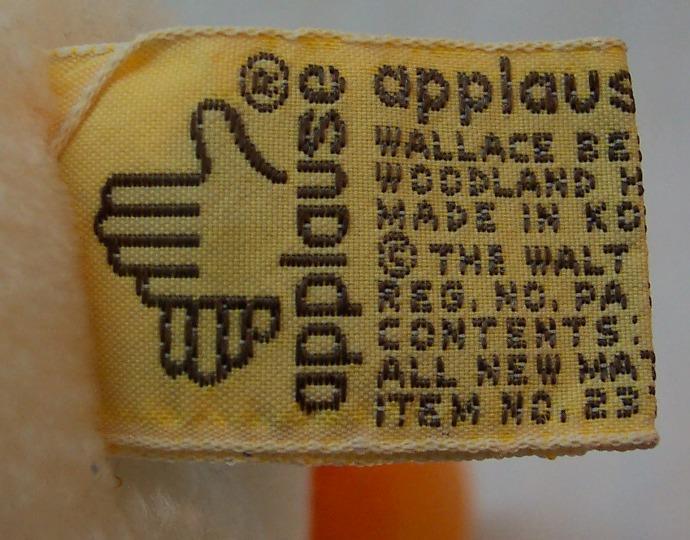 applause®
applaus
WALLACE BE
WOODLAND H
MADE IN KO
© THE WALT
REG. NO. PA
CONTENTS:
ALL NEW MAT
ITEM NO. 23